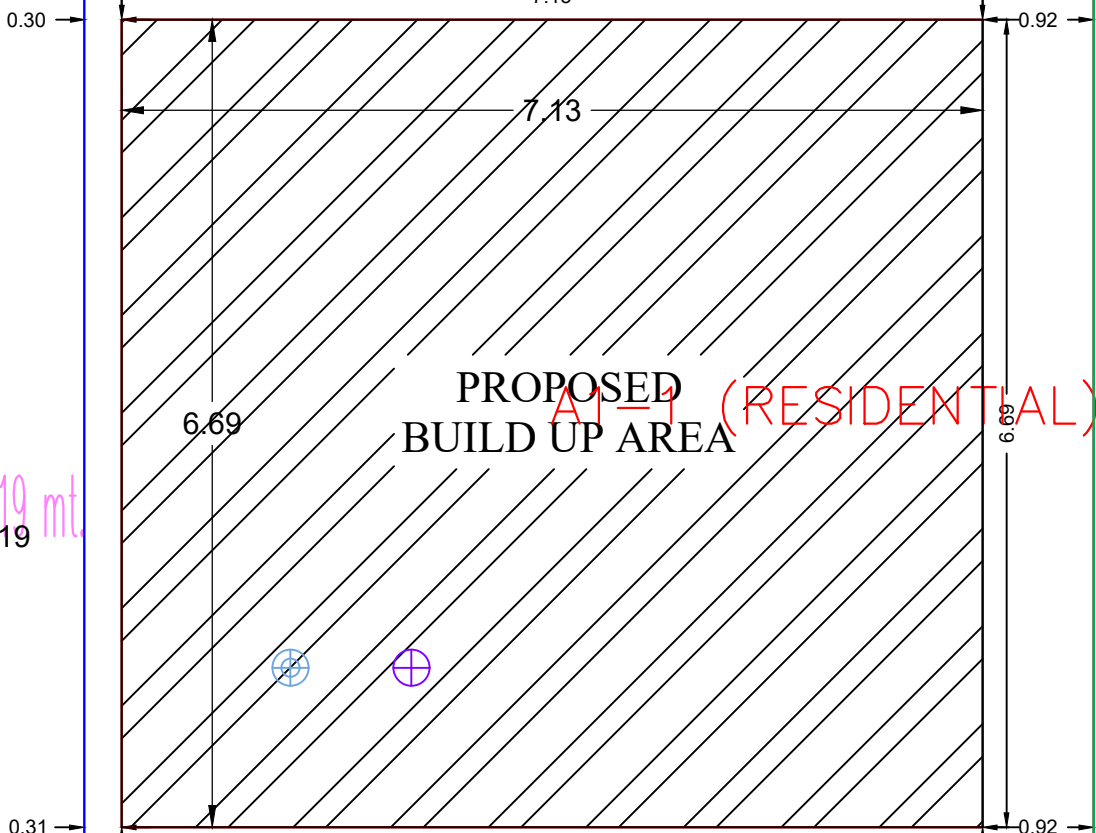 0.30
0.92
7.13
PROPOSED
A1-1 (RESIDENTIAL)
BUILD UP AREA
6.69
6.69
19 mt.
19
0.31
0.92